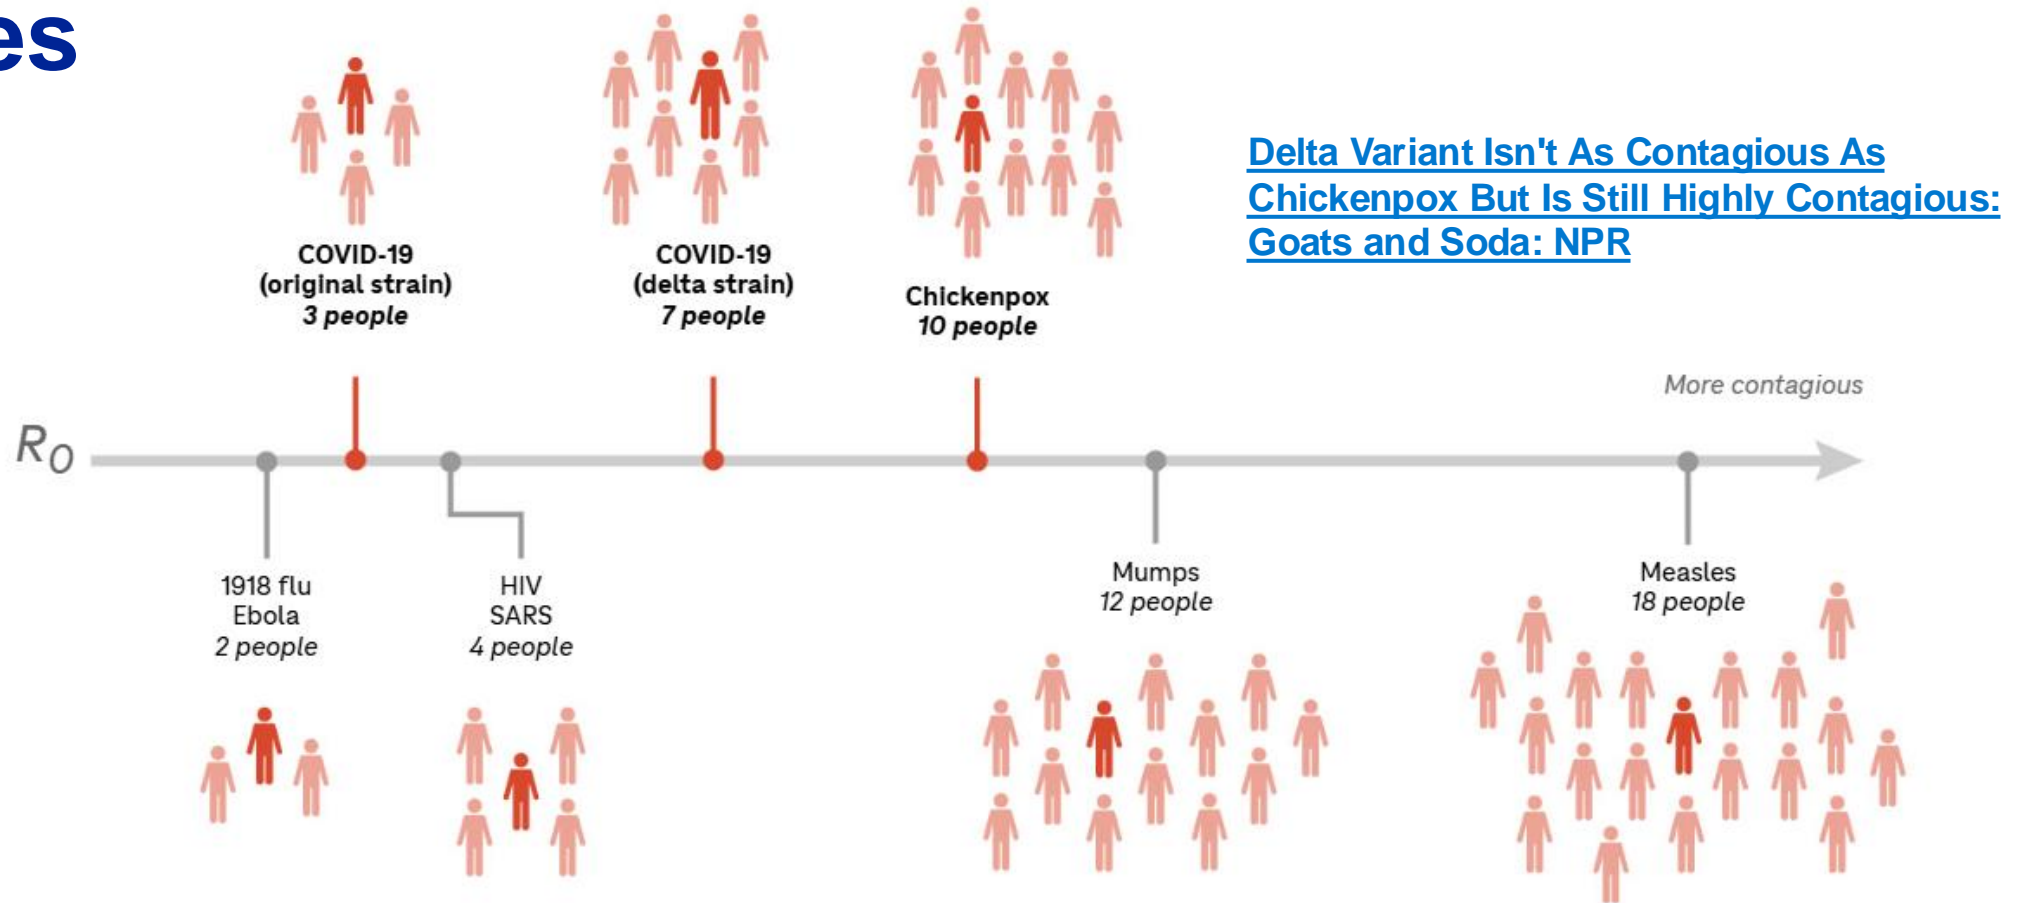 es
COVID-19
(original strain)
3 people
COVID-19
(delta strain)
7 people
Chickenpox
10 people
Delta Variant Isn't As Contagious As
Chickenpox But Is Still Highly Contagious:
Goats and Soda: NPR
More contagious
R0
1918 flu
Ebola
2 people
HIV
SARS
4 people
Mumps
12 people
Measles
18 people